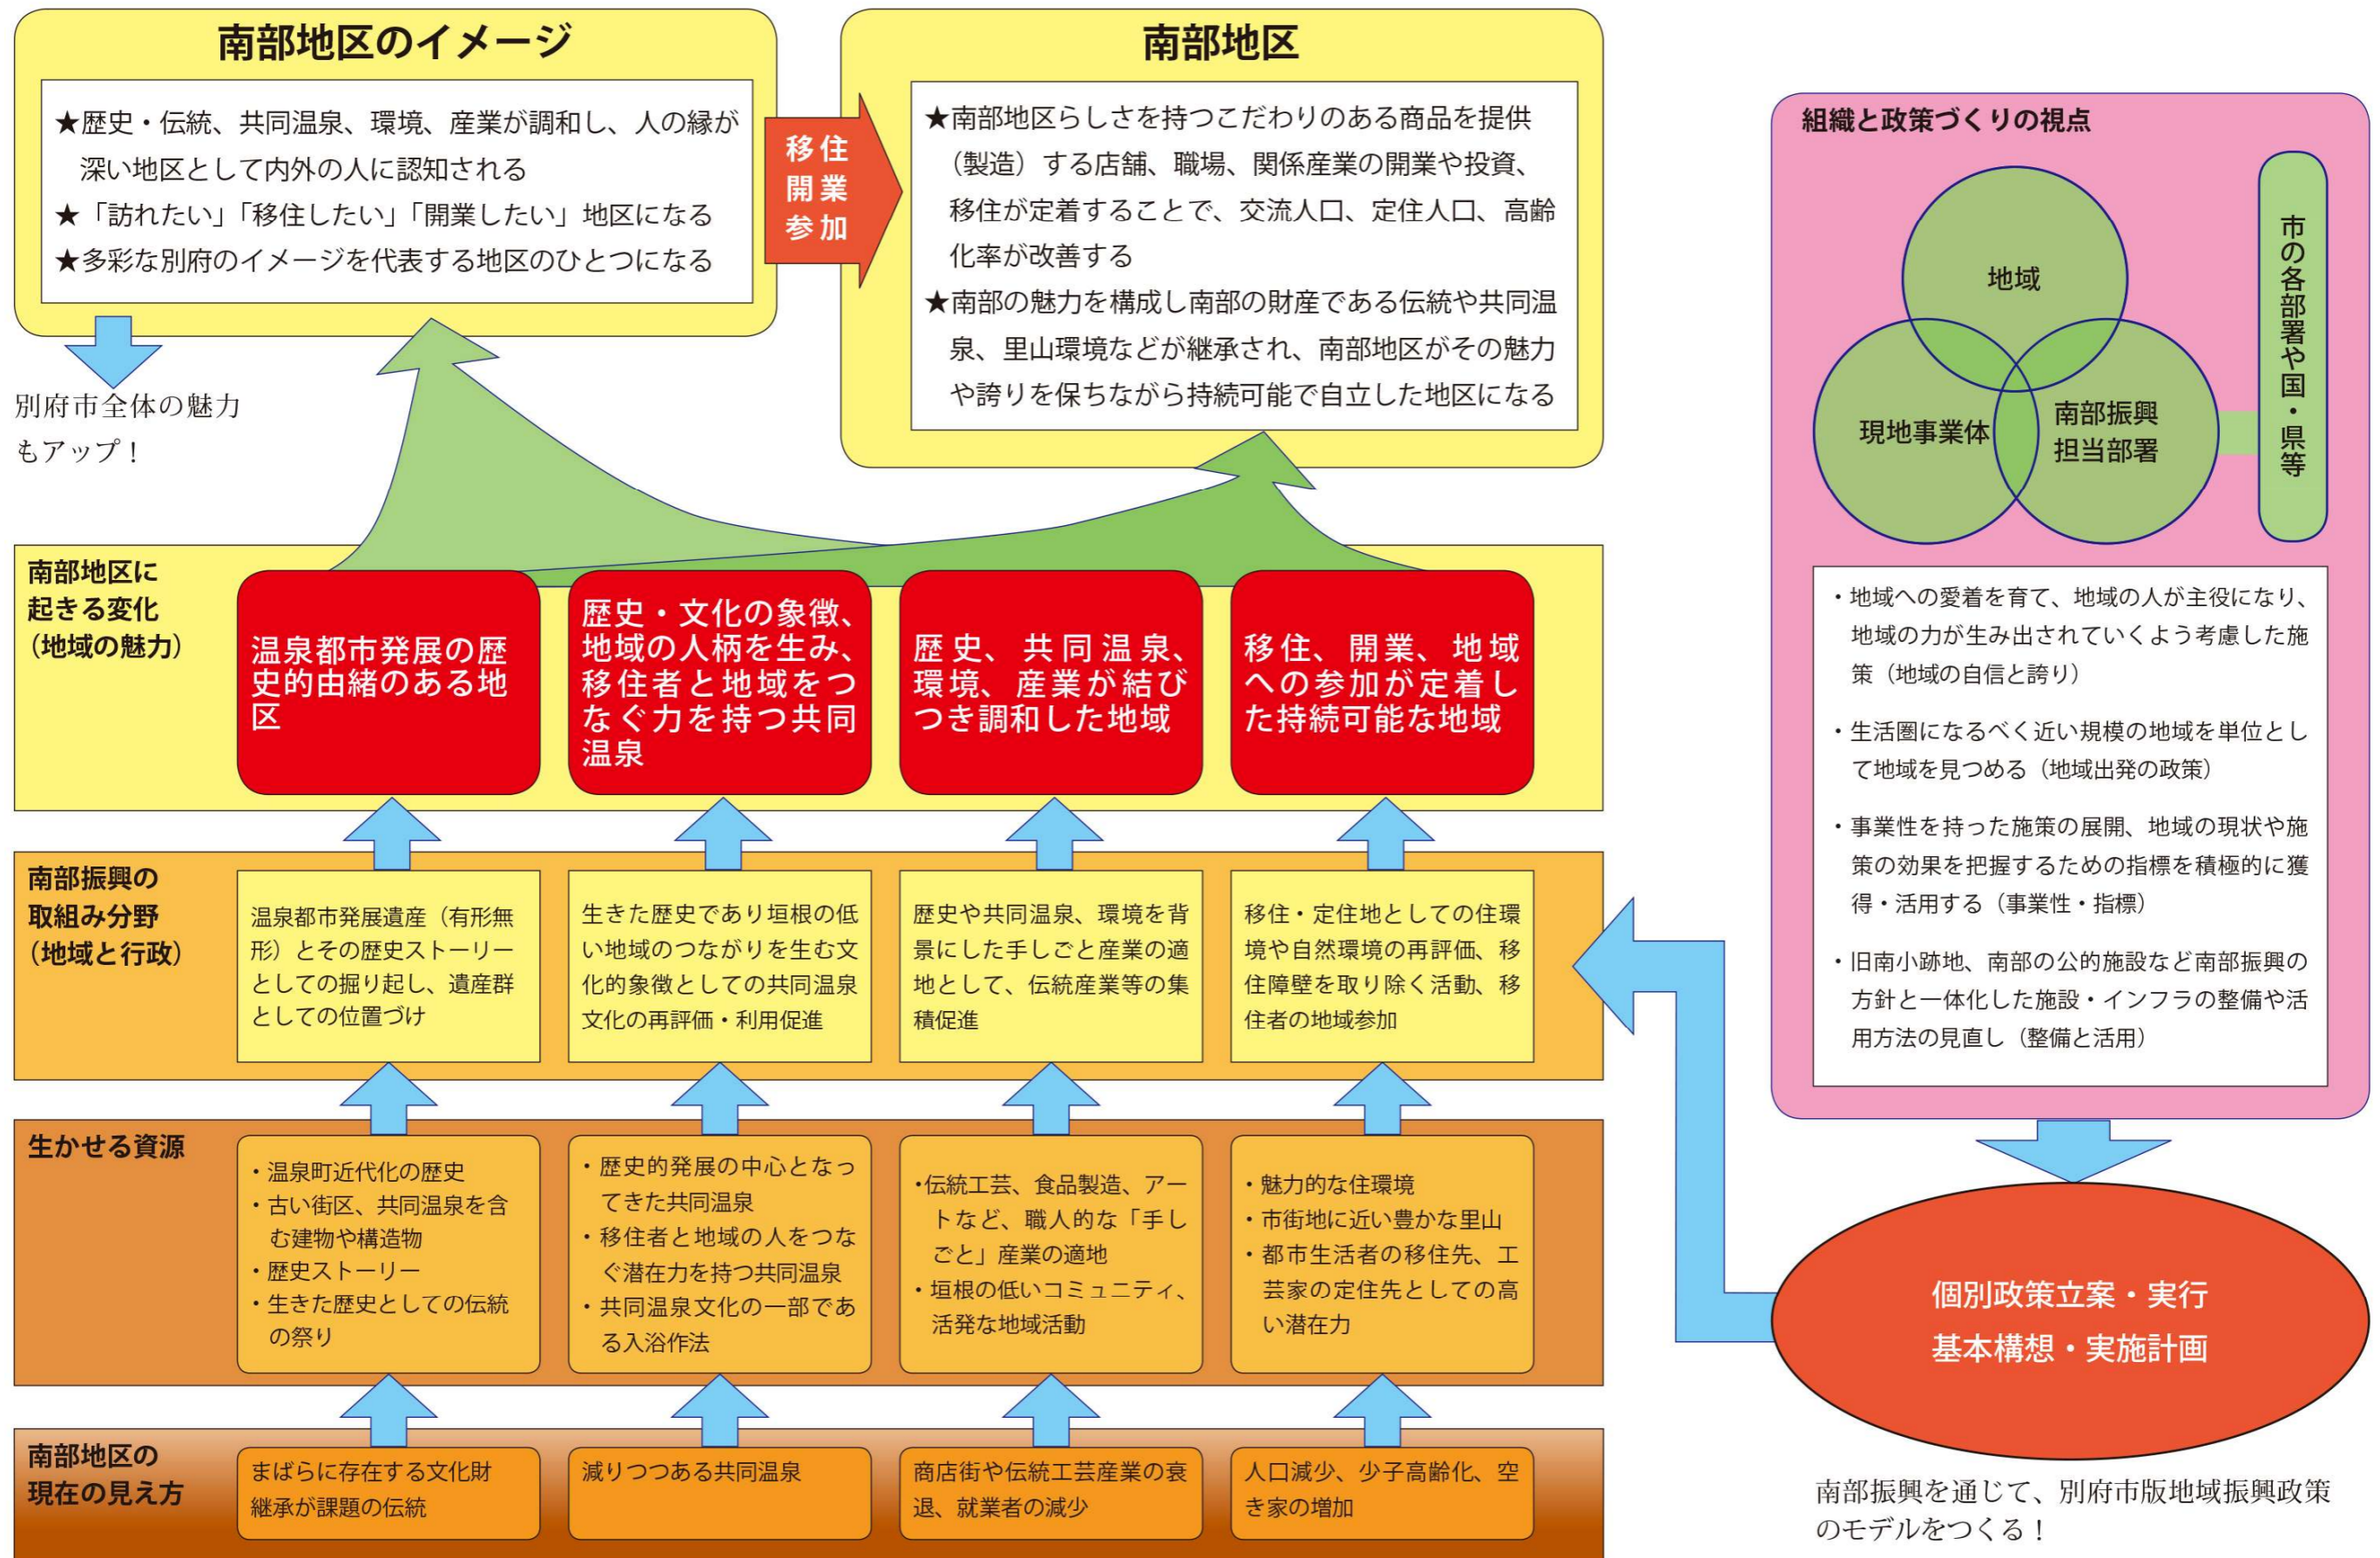 南部地区のイメージ
★歴史・伝統、共同温泉、環境、産業が調和し、人の縁が
深い地区として内外の人に認知される
★「訪れたい」「移住したい」「開業したい」地区になる
★多彩な別府のイメージを代表する地区のひとつになる
別府市全体の魅力
もアップ！
移住
開業
参加
南部地区
★南部地区らしさを持つこだわりのある商品を提供
（製造）する店舗、職場、関係産業の開業や投資、
移住が定着することで、交流人口、定住人口、高齢
化率が改善する
★南部の魅力を構成し南部の財産である伝統や共同温
泉、里山環境などが継承され、南部地区がその魅力
や誇りを保ちながら持続可能で自立した地区になる
南部地区に
起きる変化
（地域の魅力）
温泉都市発展の歴
史的由緒のある地
区
歴史・文化の象徴、
地域の人柄を生み、
移住者と地域をつ
なぐ力を持つ共同
温泉
歴史、共同温泉、
環境、産業が結び
つき調和した地域
移住、開業、地域
への参加が定着し
た持続可能な地域
南部振興の
取組み分野
（地域と行政）
温泉都市発展遺産（有形無
形）とその歴史ストーリー
としての掘り起し、遺産群
としての位置づけ
生きた歴史であり垣根の低
い地域のつながりを生む文
化的象徴としての共同温泉
文化の再評価・利用促進
歴史や共同温泉、環境を背
景にした手しごと産業の適
地として、伝統産業等の集
積促進
移住・定住地としての住環
境や自然環境の再評価、移
住障壁を取り除く活動、移
住者の地域参加
生かせる資源
・温泉町近代化の歴史
・古い街区、共同温泉を含
む建物や構造物
・歴史ストーリー
・生きた歴史としての伝統
の祭り
・歴史的発展の中心となっ
てきた共同温泉
・移住者と地域の人をつな
ぐ潜在力を持つ共同温泉
・共同温泉文化の一部であ
る入浴作法
・伝統工芸、食品製造、アー
トなど、職人的な「手し
ごと」産業の適地
・垣根の低いコミュニティ、
活発な地域活動
・魅力的な住環境
・市街地に近い豊かな里山
・都市生活者の移住先、工
芸家の定住先としての高
い潜在力
南部地区の
現在の見え方
まばらに存在する文化財
継承が課題の伝統
減りつつある共同温泉
商店街や伝統工芸産業の衰
退、就業者の減少
人口減少、少子高齢化、空
き家の増加
組織と政策づくりの視点
地域
現地事業体
南部振興
担当部署
市の各部署や国・県等
・地域への愛着を育て、地域の人が主役になり、
地域の力が生み出されていくよう考慮した施
策（地域の自信と誇り）
・生活圏になるべく近い規模の地域を単位とし
て地域を見つめる（地域出発の政策）
・事業性を持った施策の展開、地域の現状や施
策の効果を把握するための指標を積極的に獲
得・活用する（事業性・指標）
・旧南小跡地、南部の公的施設など南部振興の
方針と一体化した施設・インフラの整備や活
用方法の見直し（整備と活用）
個別政策立案・実行
基本構想・実施計画
南部振興を通じて、別府市版地域振興政策
のモデルをつくる！